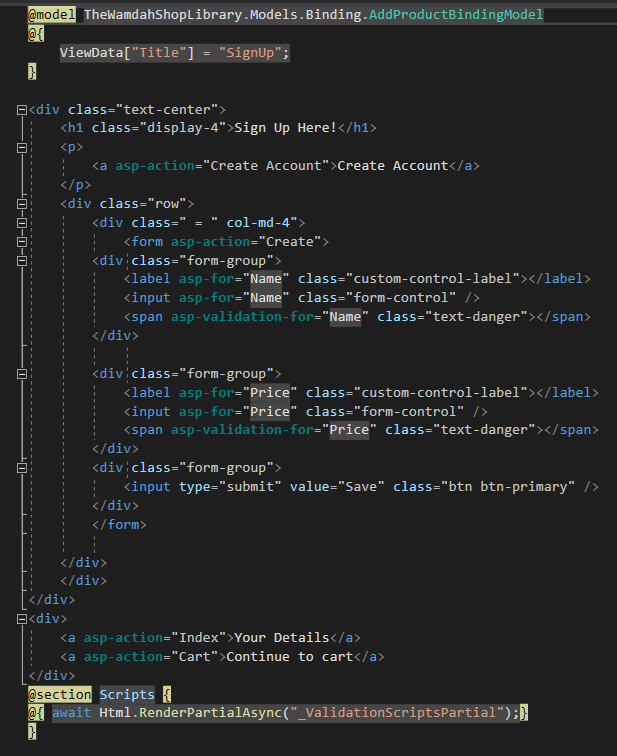 @model TheWamdahShopLibrary.Models.Binding.AddProductBindingModel
@{
ViewData["Title"] = "SignUp";
}
<div class="text-center">
<h1 class="display-4">Sign Up Here!</h1>
<p>
<a asp-action="Create Account">Create Account</a>
</p>
<div class="row">
<div class=" = " col-md-4">
<form asp-action="Create">
<div class="form-group">
<label asp-for="Name" class="custom-control-label"></label>
<input asp-for="Name" class="form-control" />
<span asp-validation-for="Name" class="text-danger"></span>
</div>
<div class="form-group">
<label asp-for="Price" class="custom-control-label"></label>
<input asp-for="Price" class="form-control" />
<span asp-validation-for="Price" class="text-danger"></span>
</div>
<div class="form-group">
<input type="submit" value="Save" class="btn btn-primary" />
</div>
</form>
</div>
</div>
</div>
<div>
<a asp-action="Index">Your Details</a>
<a asp-action="Cart">Continue to cart</a>
</div>
@section Scripts {
@{ await Html.RenderPartialAsync("_ValidationScriptsPartial");}
}